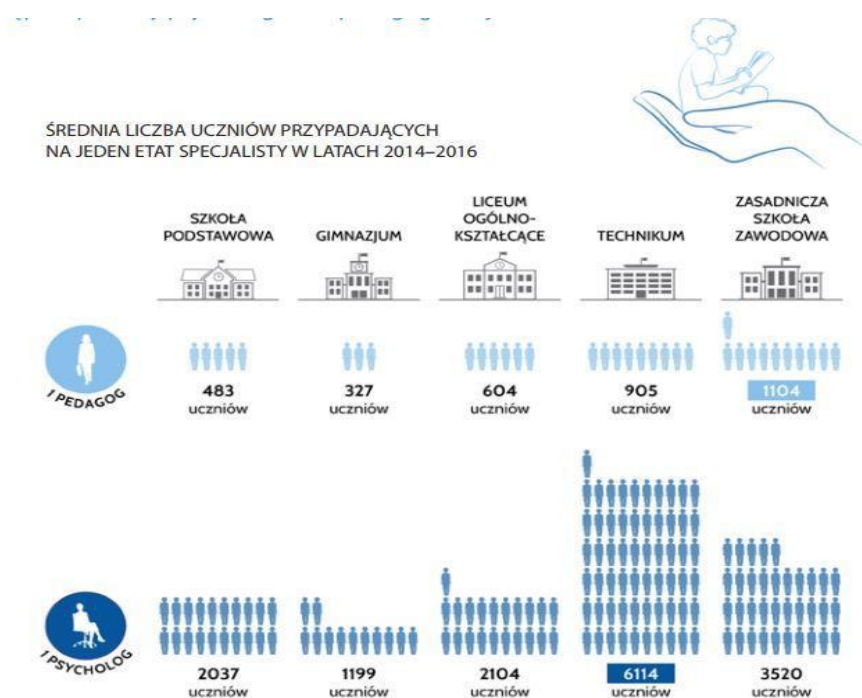 ŚREDNIA LICZBA UCZNIÓW PRZYPADAJĄCYCH
NA JEDEN ETAT SPECJALISTY W LATACH 2014–2016
SZKOŁA
PODSTAWOWA
GIMNAZJUM
LICEUM
OGÓLNO-
KSZTAŁCĄCE
TECHNIKUM
ZASADNICZA
SZKOŁA
ZAWODOWA
1 PEDAGOG
483
uczniów
327
uczniów
604
uczniów
905
uczniów
1104
uczniów
1 PSYCHOLOG
2037
uczniów
1199
uczniów
2104
uczniów
6114
uczniów
3520
uczniów